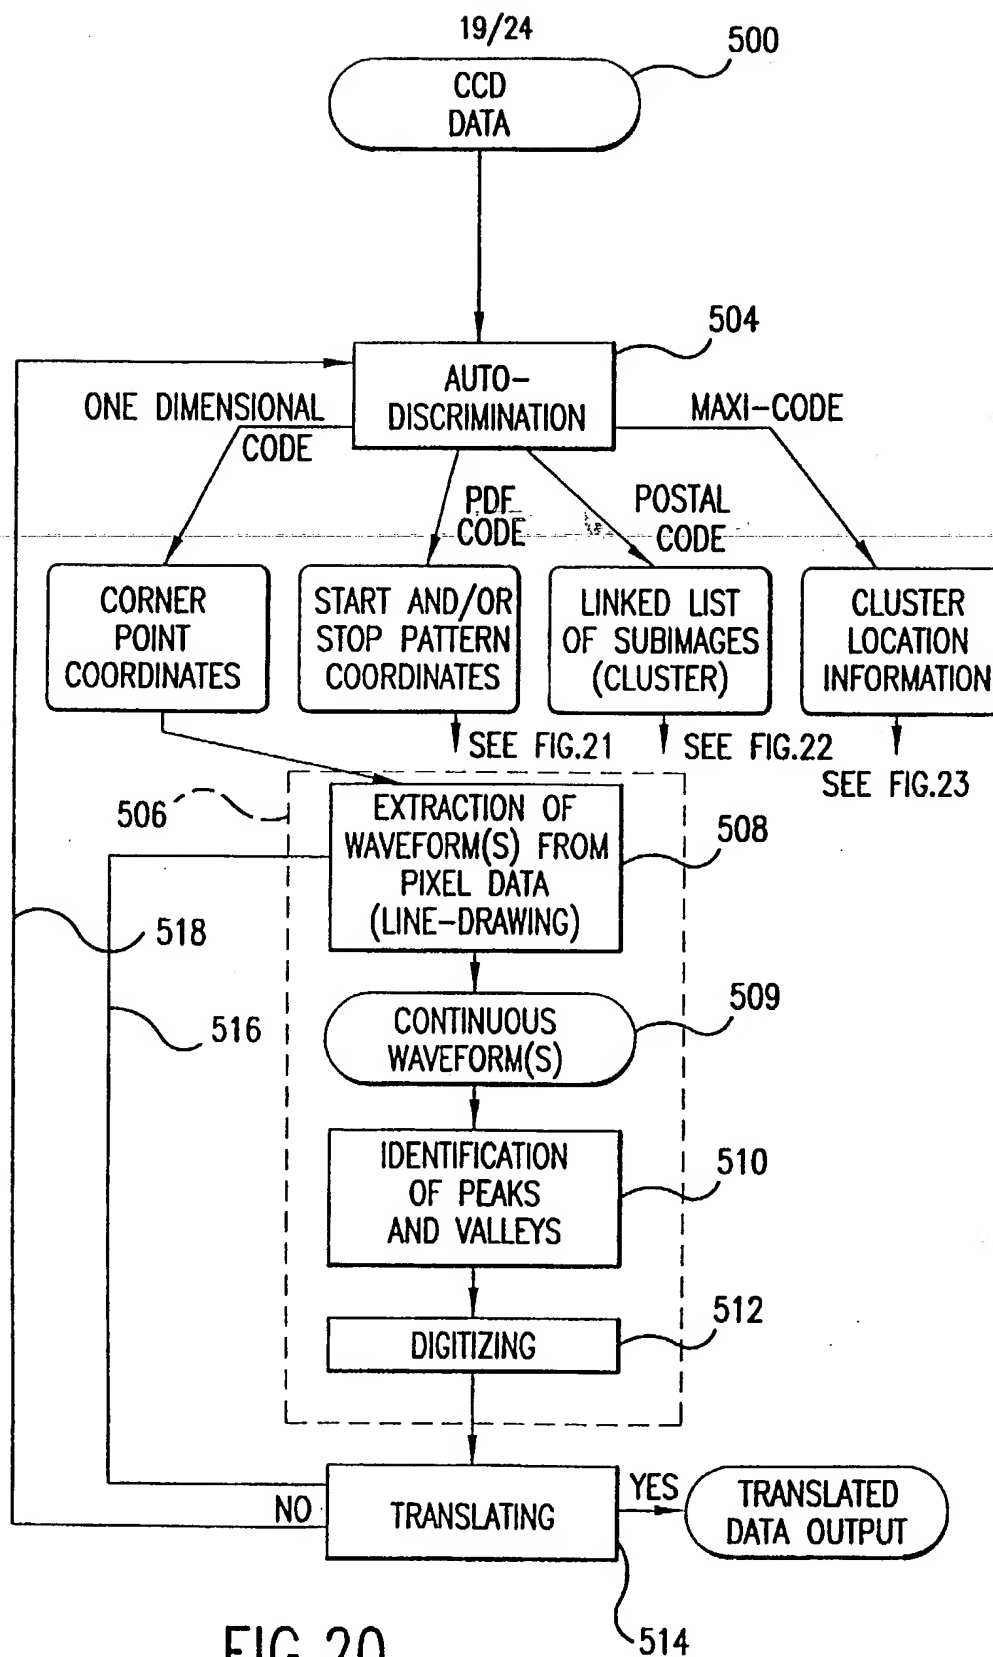 19/24
500
CCD
DATA
504
AUTO-
DISCRIMINATION
ONE DIMENSIONAL
CODE
MAXI-CODE
PDF
CODE
POSTAL
CODE
CORNER
POINT
COORDINATES
START AND/OR
STOP PATTERN
COORDINATES
LINKED LIST
OF SUBIMAGES
(CLUSTER)
CLUSTER
LOCATION
INFORMATION
SEE FIG.21
SEE FIG.22
SEE FIG.23
506
EXTRACTION OF
WAVEFORM(S) FROM
PIXEL DATA
(LINE-DRAWING)
508
518
516
CONTINUOUS
WAVEFORM(S)
509
IDENTIFICATION
OF PEAKS
AND VALLEYS
510
DIGITIZING
512
NO
TRANSLATING
YES
TRANSLATED
DATA OUTPUT
514
FIG.20